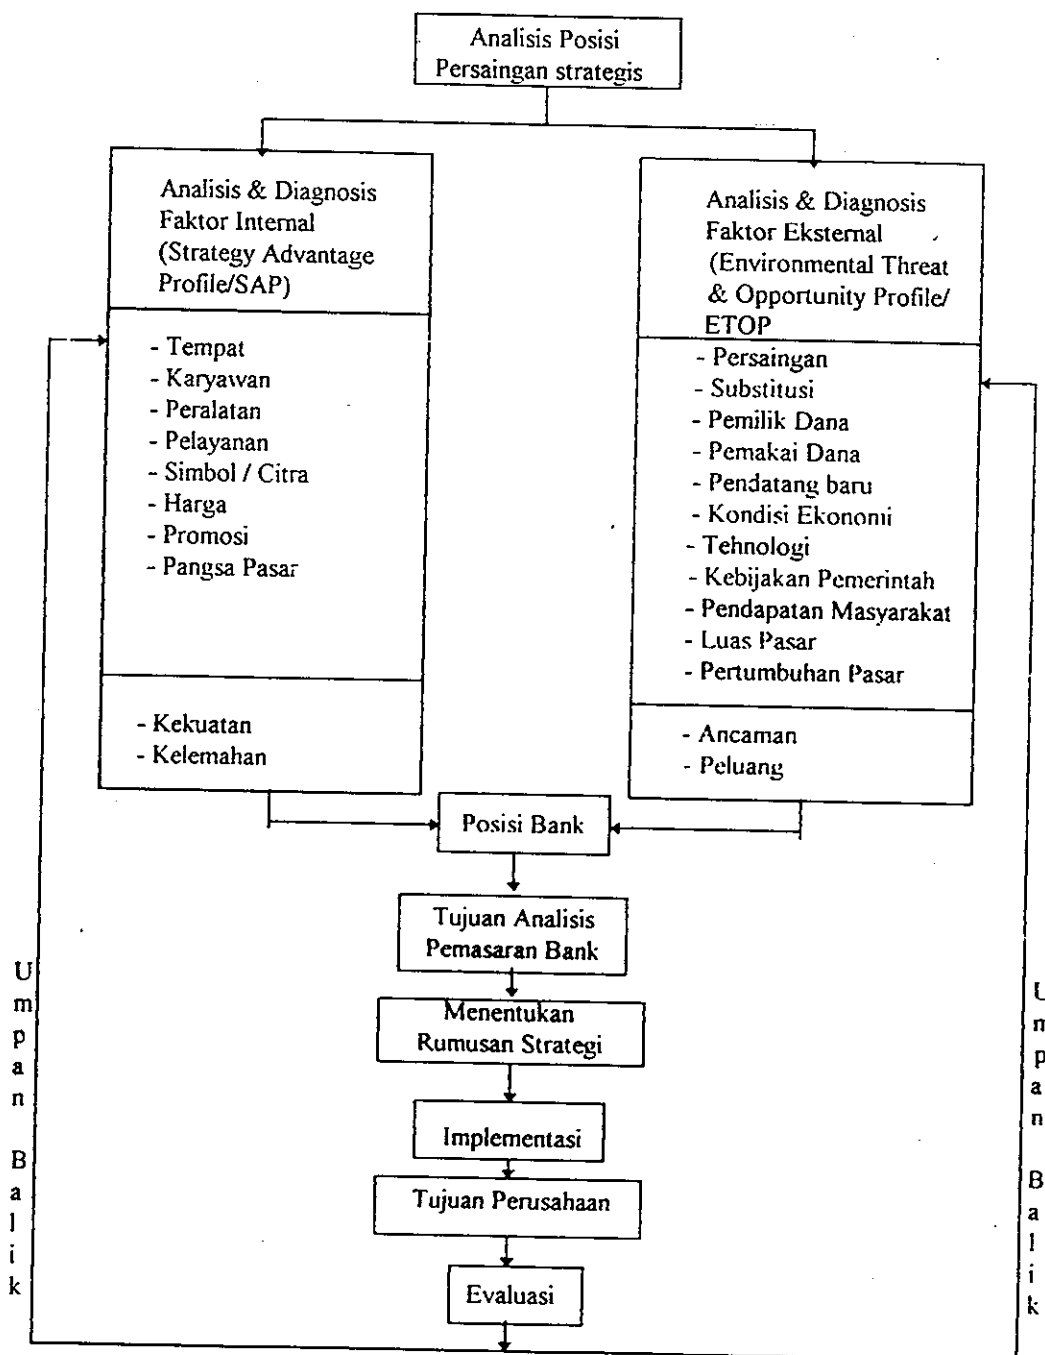 Analisis Posisi
Persaingan strategis
Analisis & Diagnosis
Faktor Internal
(Strategy Advantage
Profile/SAP)
- Tempat
- Karyawan
- Peralatan
- Pelayanan
- Simbol / Citra
- Harga
- Promosi
- Pangsa Pasar
- Kekuatan
- Kelemahan
Analisis & Diagnosis
Faktor Eksternal
(Environmental Threat
& Opportunity Profile/
ETOP
- Persaingan
- Substitusi
- Pemilik Dana
- Pemakai Dana
- Pendatang baru
- Kondisi Ekonomi
- Tehnologi
- Kebijakan Pemerintah
- Pendapatan Masyarakat
- Luas Pasar
- Pertumbuhan Pasar
- Ancaman
- Peluang
Posisi Bank
Tujuan Analisis
Pemasaran Bank
Menentukan
Rumusan Strategi
Implementasi
Tujuan Perusahaan
Evaluasi
Umpan Balik
Umpan Balik